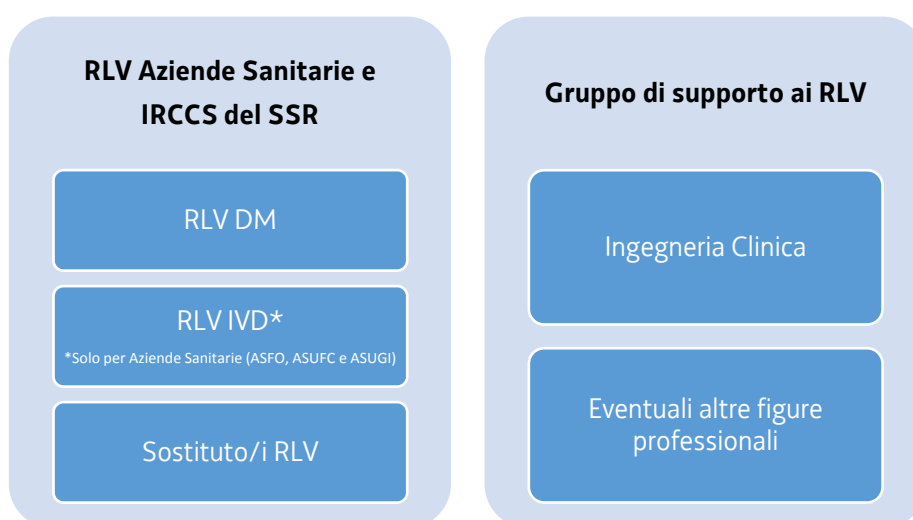 RLV Aziende Sanitarie e
IRCCS del SSR
RLV DM
RLV IVD*
*Solo per Aziende Sanitarie (ASFO, ASUFC e ASUGI)
Sostituto/i RLV
Gruppo di supporto ai RLV
Ingegneria Clinica
Eventuali altre figure
professionali